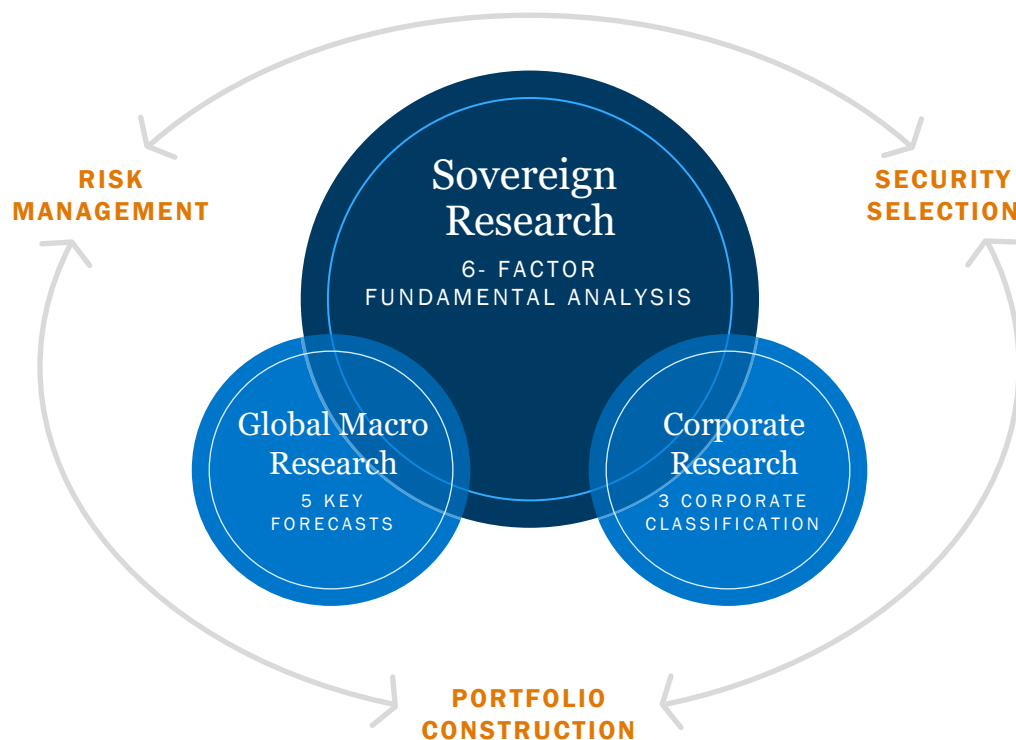 RISK
MANAGEMENT
SECURITY
SELECTION
Sovereign
Research
6- FACTOR
FUNDAMENTAL ANALYSIS
Global Macro
Research
5 KEY
FORECASTS
Corporate
Research
3 CORPORATE
CLASSIFICATION
PORTFOLIO
CONSTRUCTION